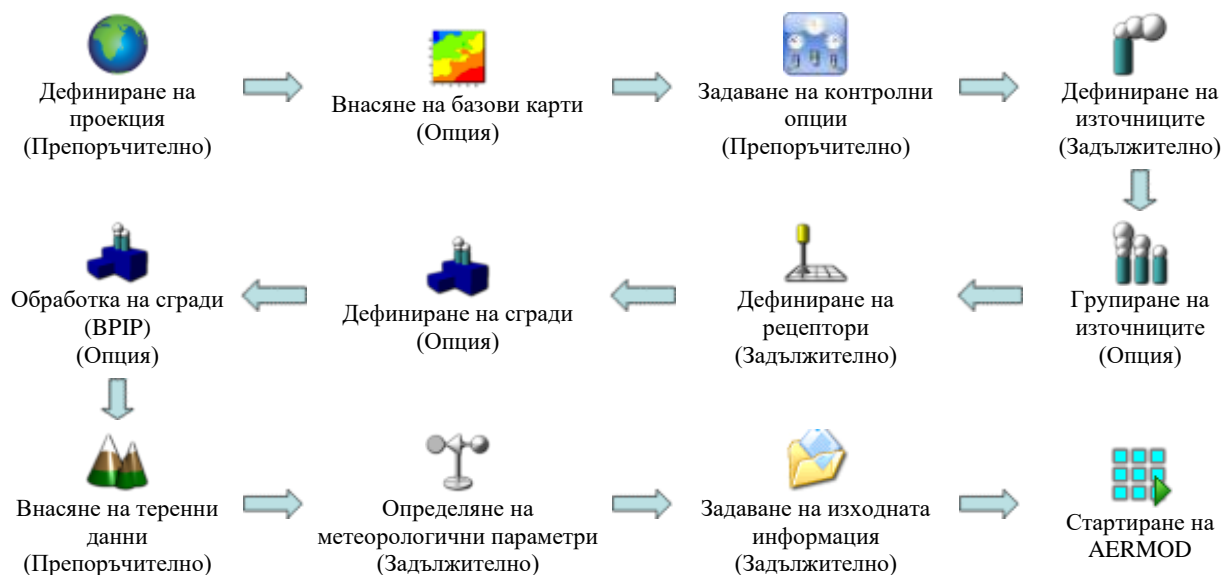 Дефиниране на
проекция
(Препоръчително)
Внасяне на базови карти
(Опция)
Задаване на контролни
опции
(Препоръчително)
Дефиниране на
източниците
(Задължително)
Обработка на сгради
(BPIP)
(Опция)
Дефиниране на сгради
(Опция)
Дефиниране на
рецептори
(Задължително)
Групиране на
източниците
(Опция)
Внасяне на теренни
данни
(Препоръчително)
Определяне на
метеорологични параметри
(Задължително)
Задаване на изходната
информация
(Задължително)
Стартиране на
AERMOD